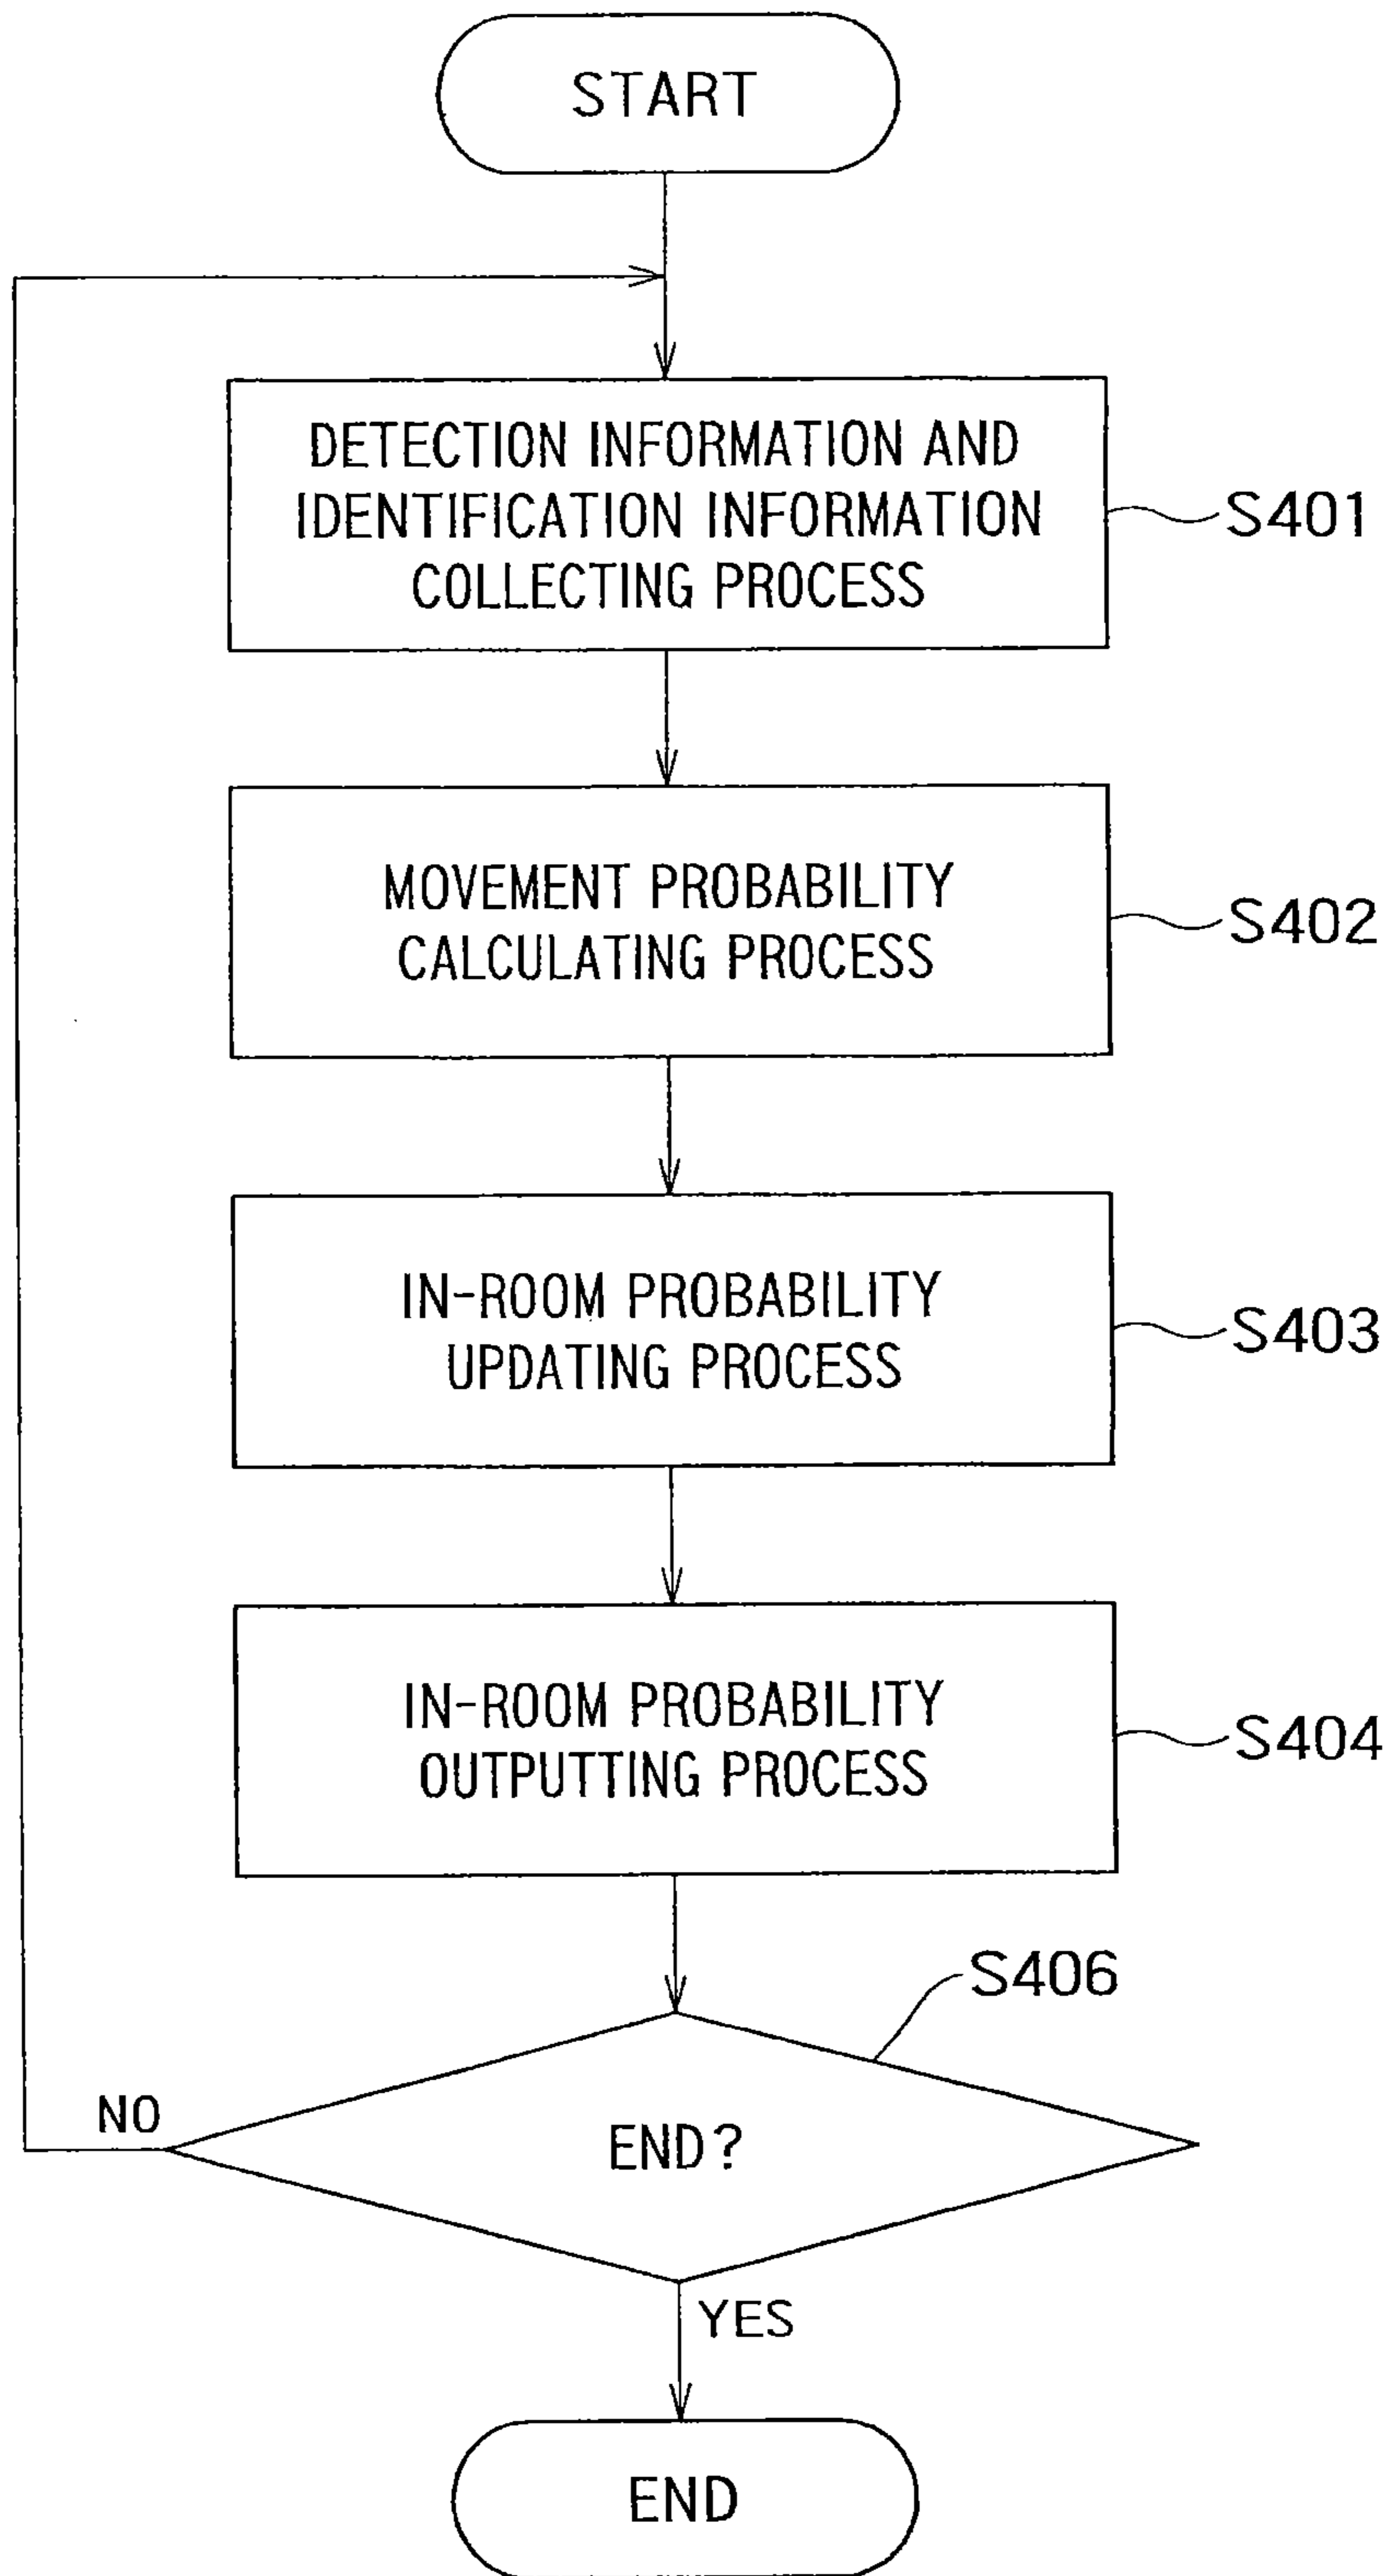 START
DETECTION INFORMATION AND
IDENTIFICATION INFORMATION
COLLECTING PROCESS
S401
MOVEMENT PROBABILITY
CALCULATING PROCESS
S402
IN-ROOM PROBABILITY
UPDATING PROCESS
S403
IN-ROOM PROBABILITY
OUTPUTTING PROCESS
S404
S406
NO
END?
YES
END